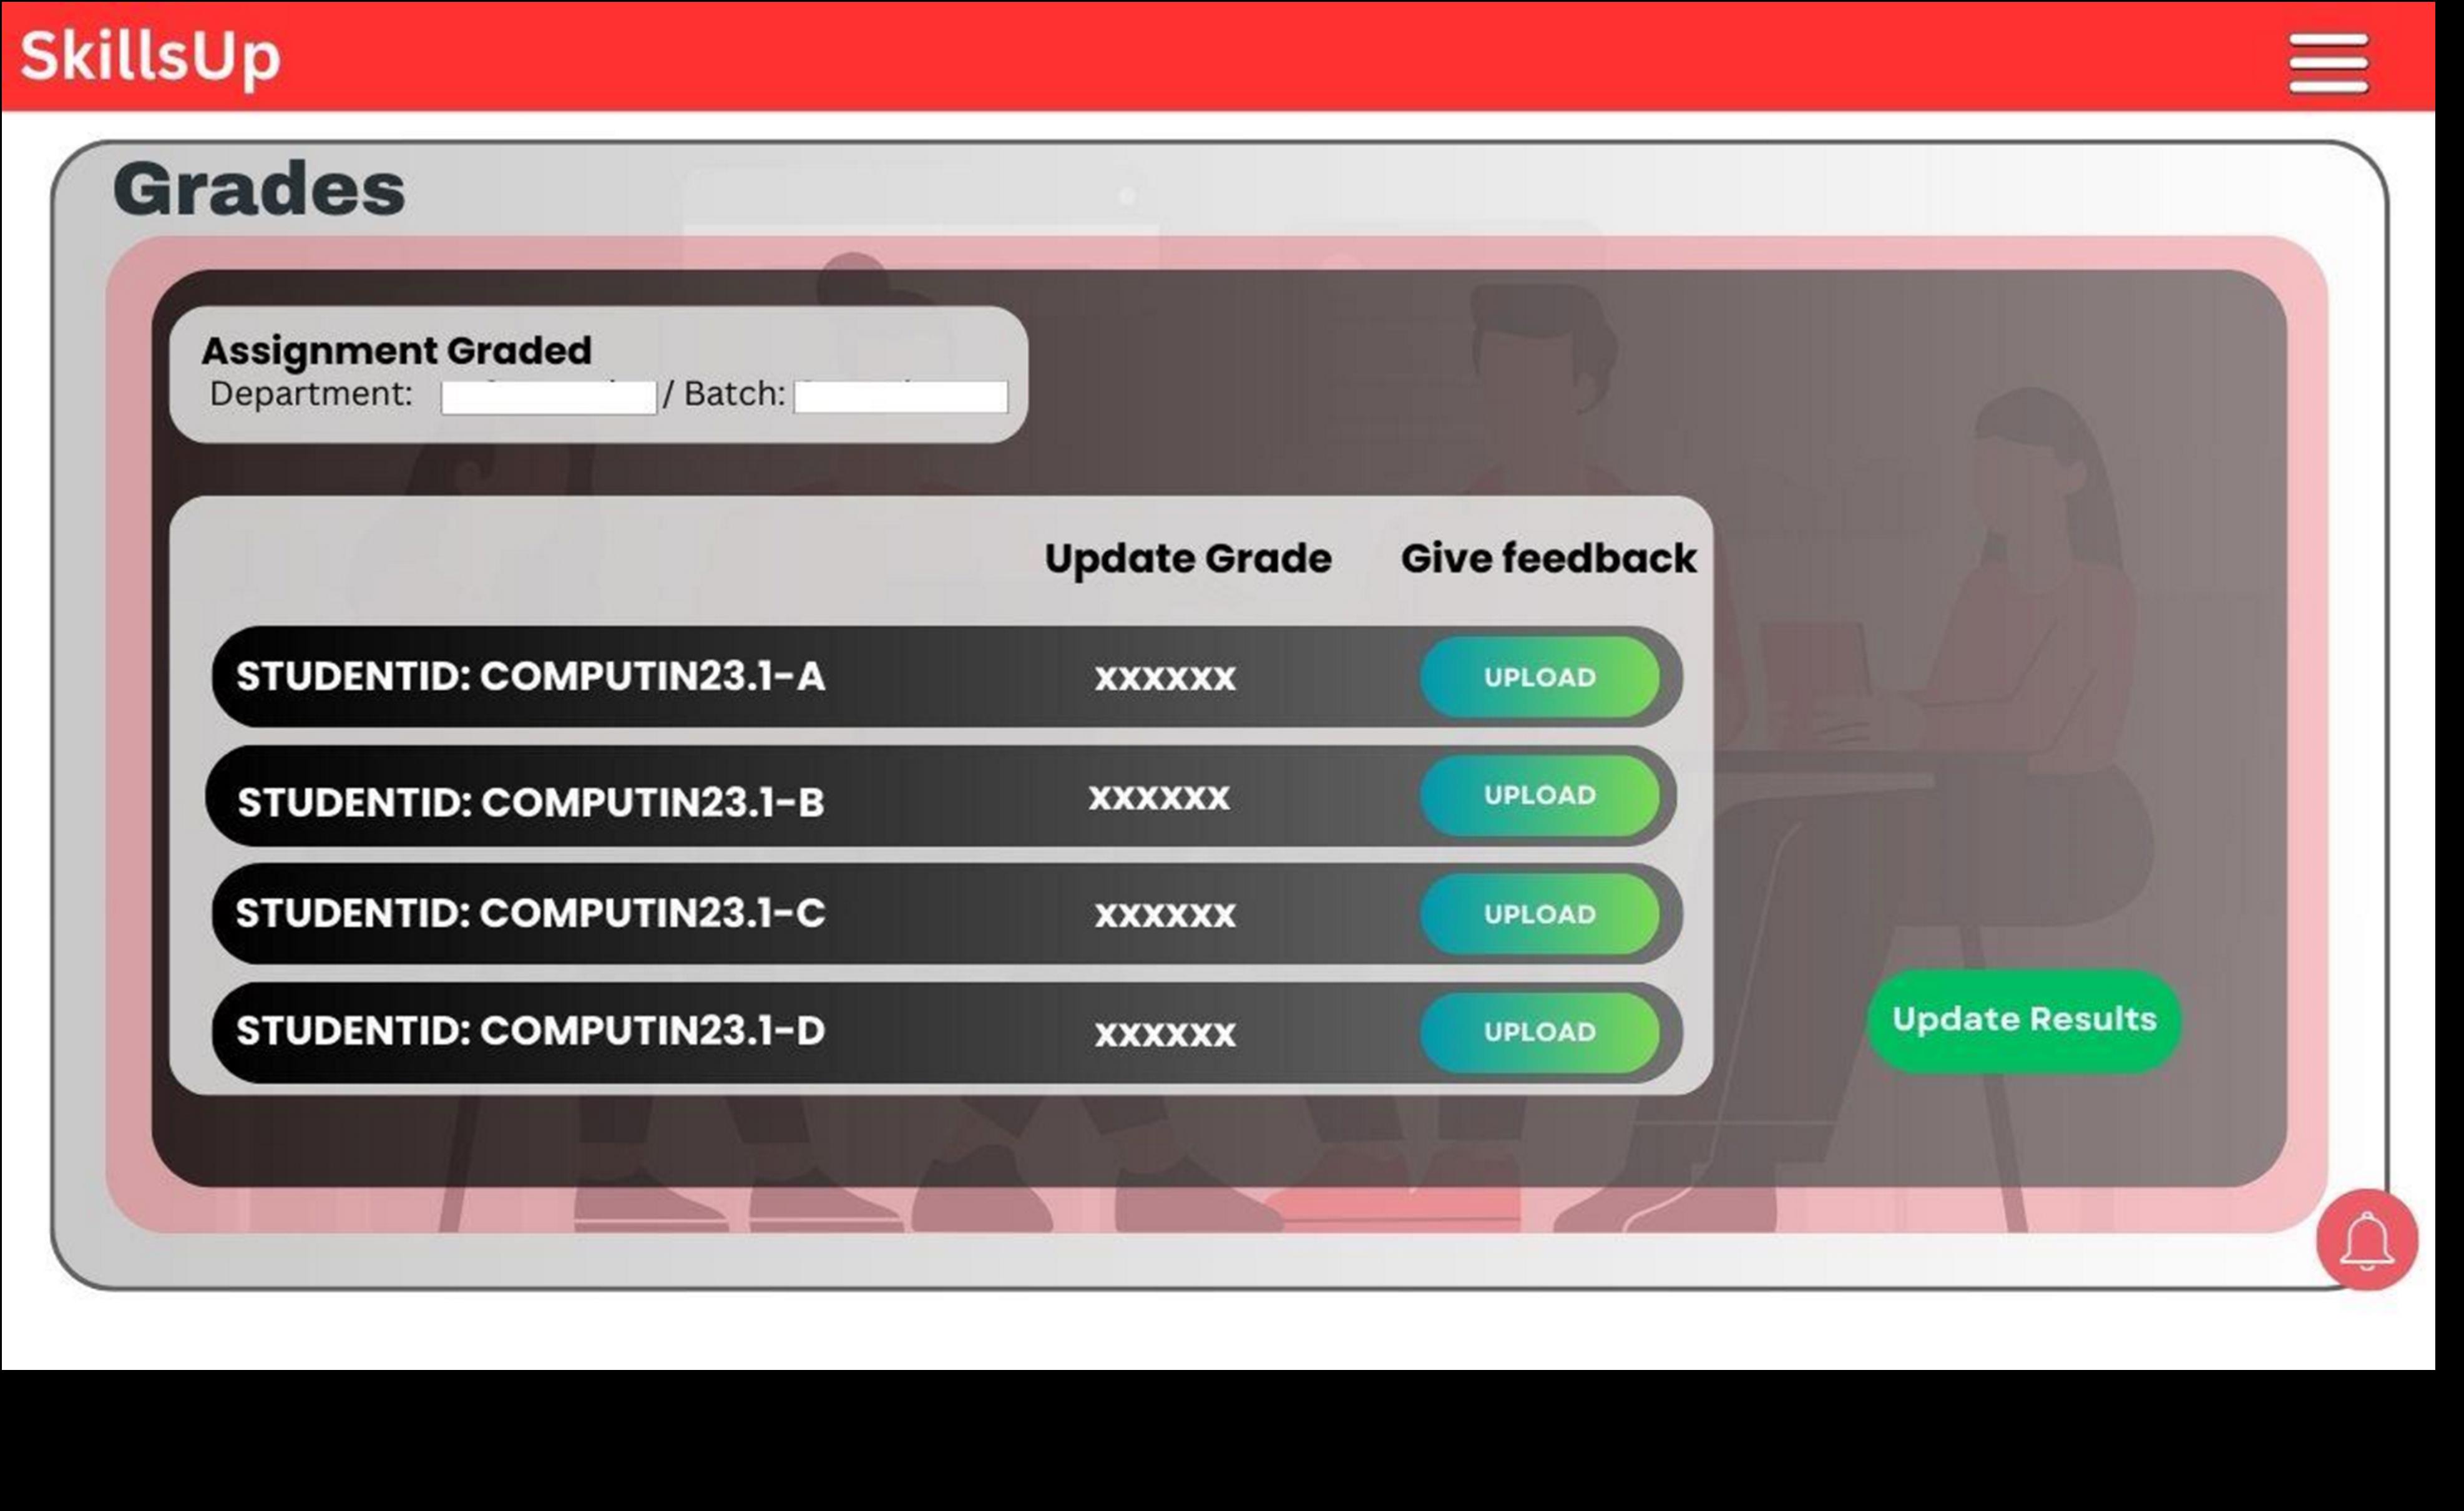 SkillsUp
Grades
Assignment Graded
Department: / Batch:
Update Grade Give feedback
STUDENTID: COMPUTIN23.1-A xxxxxx UPLOAD
STUDENTID: COMPUTIN23.1-B xxxxxx UPLOAD
STUDENTID: COMPUTIN23.1-C xxxxxx UPLOAD
STUDENTID: COMPUTIN23.1-D xxxxxx UPLOAD
Update Results